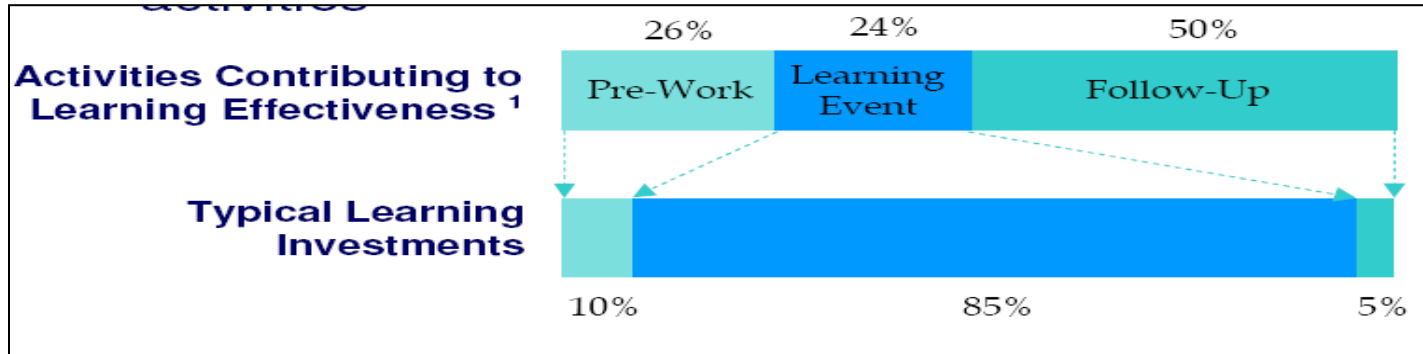 activities
26% 24% 50%
Activities Contributing to
Learning Effectiveness ¹
Pre-Work
Learning
Event
Follow-Up
Typical Learning
Investments
10% 85% 5%